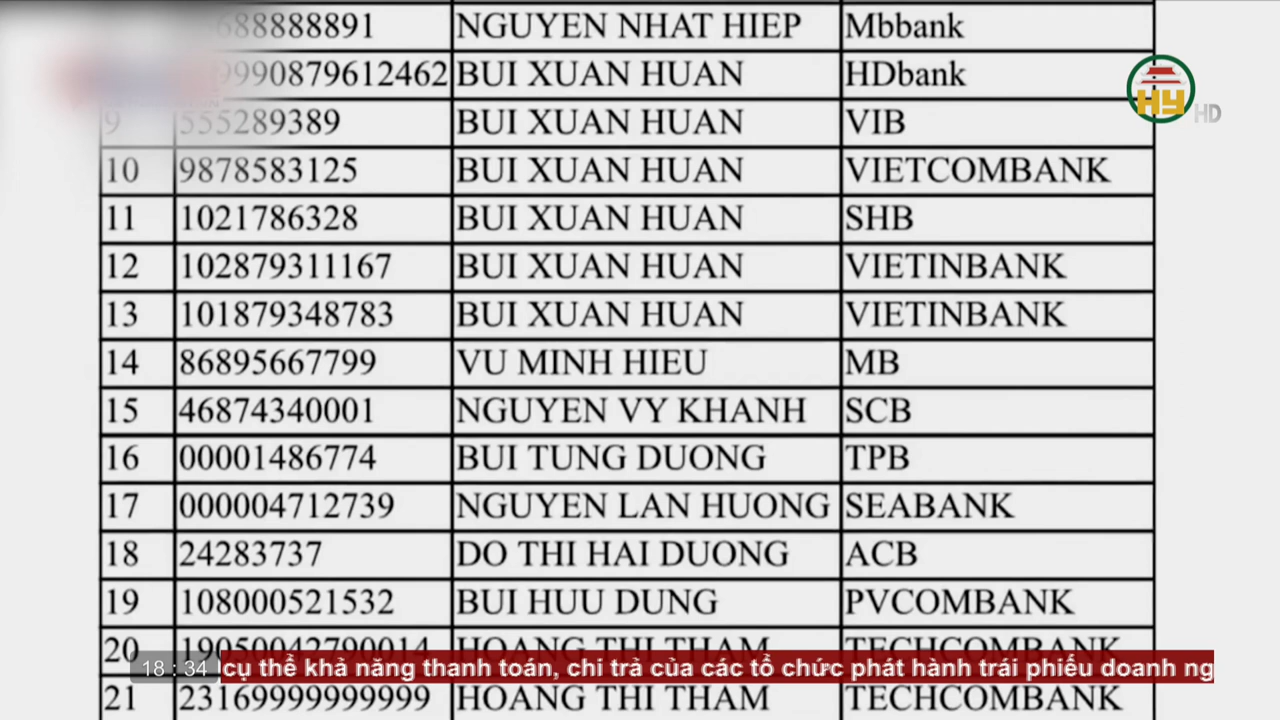 688888891 NGUYEN NHAT HIEP Mbbank
9990879612462 BUI XUAN HUAN HDbank
9 555289389 BUI XUAN HUAN VIB
10 9878583125 BUI XUAN HUAN VIETCOMBANK
11 1021786328 BUI XUAN HUAN SHB
12 102879311167 BUI XUAN HUAN VIETINBANK
13 101879348783 BUI XUAN HUAN VIETINBANK
14 86895667799 VU MINH HIEU MB
15 46874340001 NGUYEN VY KHANH SCB
16 00001486774 BUI TUNG DUONG TPB
17 000004712739 NGUYEN LAN HUONG SEABANK
18 24283737 DO THI HAI DUONG ACB
19 108000521532 BUI HUU DUNG PVCOMBANK
20 19050042790014 HOANG THI THAM TECHCOMBANK
21 23169999999999 HOANG THI THAM TECHCOMBANK
HY HD
18 : 34 cụ thể khả năng thanh toán, chi trả của các tổ chức phát hành trái phiếu doanh ng